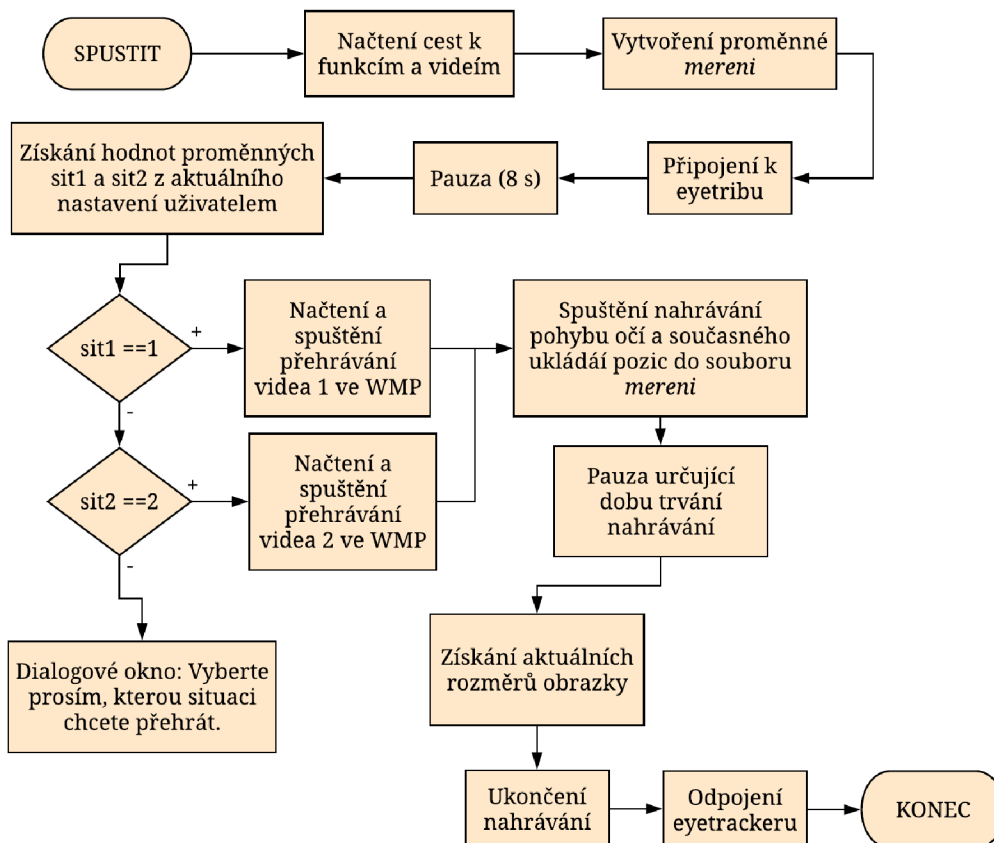 SPUSTIT
Načtení cest k
funkcím a videím
Vytvoření proměnné
mereni
Připojení k
eyetribu
Pauza (8 s)
Získání hodnot proměnných
sit1 a sit2 z aktuálního
nastavení uživatelem
sit1 ==1
+
-
Načtení a
spuštění
přehrávání
videa 1 ve WMP
Spuštění nahrávání
pohybu očí a současného
ukládáí pozic do souboru
mereni
sit2 ==2
+
-
Načtení a
spuštění
přehrávání
videa 2 ve WMP
Pauza určující
dobu trvání
nahrávání
Dialogové okno: Vyberte
prosím, kterou situaci
chcete přehrát.
Získání aktuálních
rozměrů obrazky
Ukončení
nahrávání
Odpojení
eyetrackeru
KONEC